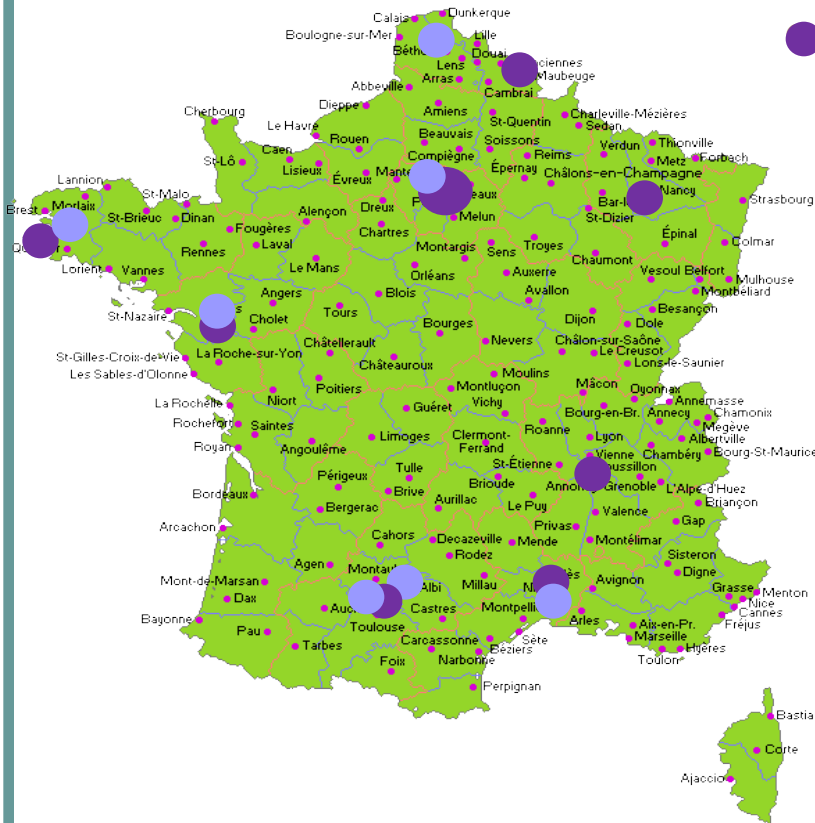 Dunkerque
Calais
Boulogne-sur-Mer
Lille
Douai
Lens
Maubeuge
Arras
Abbeville
Cambrai
Dieppe
Amiens
St-Quentin
Charleville-Mézières
Sedan
Cherbourg
Le Havre
Rouen
Beauvais
Soissons
Verdun
Thionville
Caen
Compiègne
Reims
Metz
Forbach
St-Lô
Lisieux
Évreux
Épernay
Châlons-en-Champagne
Nancy
Lannion
St-Malo
Dreux
St-Dizier
Strasbourg
Brest
Morlaix
St-Brieuc
Dinan
Alençon
Melun
Fougères
Chartres
Laval
Montargis
Troyes
Épinal
Colmar
Rennes
Sens
Chaumont
Lorient
Vannes
Le Mans
Orléans
Auxerre
Vesoul
Belfort
Mulhouse
Montbéliard
Angers
Blois
Avallon
Besançon
St-Nazaire
Cholet
Tours
Bourges
Dijon
Dole
Nevers
Châlon-sur-Saône
Le Creusot
St-Gilles-Croix-de-Vie
La Roche-sur-Yon
Châtellerault
Châteauroux
Lons-le-Saunier
Les Sables-d'Olonne
Poitiers
Moulins
Montluçon
Mâcon
Oyonnax
Annemasse
La Rochelle
Niort
Guéret
Vichy
Bourg-en-Br.
Annecy
Chamonix
Megève
Rochefort
Saintes
Roanne
Limoges
Clermont-
Ferrand
Lyon
Albertville
Royan
Angoulême
Vienne
Chambéry
Bourg-St-Maurice
St-Étienne
Tulle
Périgueux
Brioude
Grenoble
L'Alpe-d'Huez
Bordeaux
Brive
Aurillac
Le Puy
Briançon
Bergerac
Valence
Arcachon
Privas
Gap
Cahors
Decazeville
Mende
Montélimar
Rodez
Sisteron
Agen
Digne
Mont-de-Marsan
Millau
Avignon
Albi
Grasse
Menton
Dax
Nice
Castres
Cannes
Bayonne
Arles
Aix-en-Pr.
Fréjus
Toulouse
Marseille
Pau
Tarbes
Carcassonne
Sète
Béziers
Hyères
Toulon
Foix
Narbonne
Perpignan
Bastia
Corte
Ajaccio